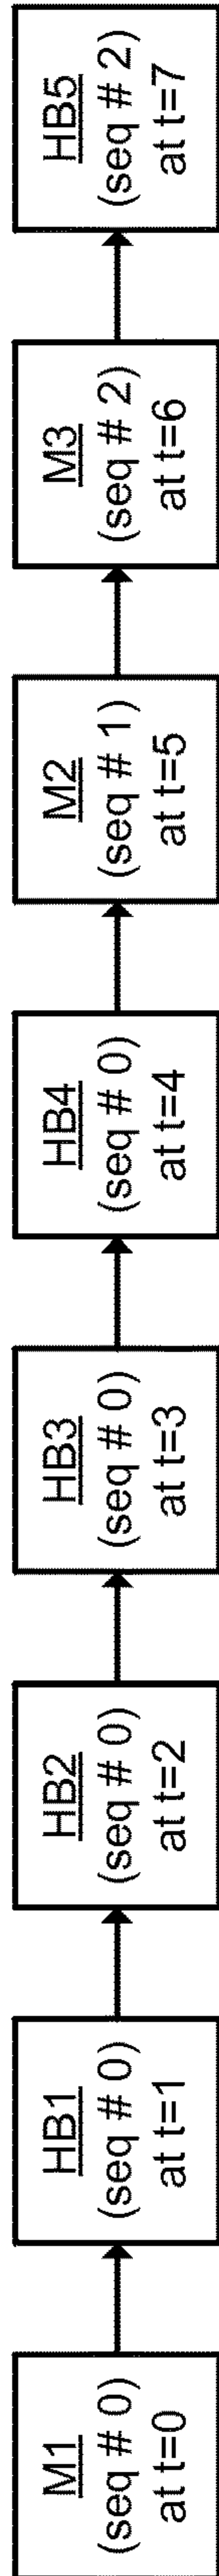 M1
(seq # 0)
at t=0
HB1
(seq # 0)
at t=1
HB2
(seq # 0)
at t=2
HB3
(seq # 0)
at t=3
HB4
(seq # 0)
at t=4
M2
(seq # 1)
at t=5
M3
(seq # 2)
at t=6
HB5
(seq # 2)
at t=7